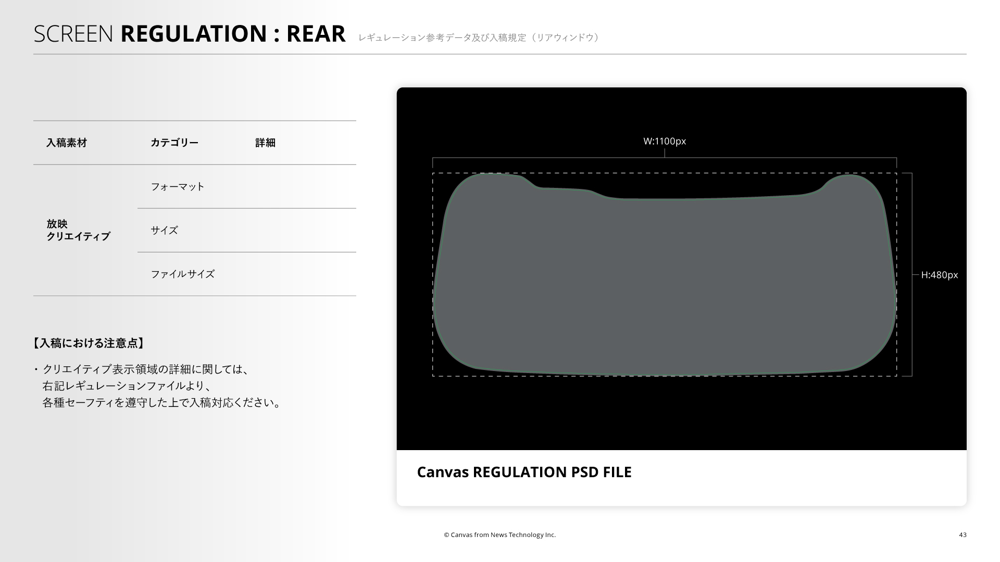 SCREEN REGULATION : REAR レギュレーション参考データ及び入稿規定（リアウィンドウ）
入稿素材 カテゴリー 詳細
放映
クリエイティブ
フォーマット
サイズ
ファイルサイズ
【入稿における注意点】
・クリエイティブ表示領域の詳細に関しては、
右記レギュレーションファイルより、
各種セーフティを遵守した上で入稿対応ください。
W:1100px
H:480px
Canvas REGULATION PSD FILE
© Canvas from News Technology Inc.
43